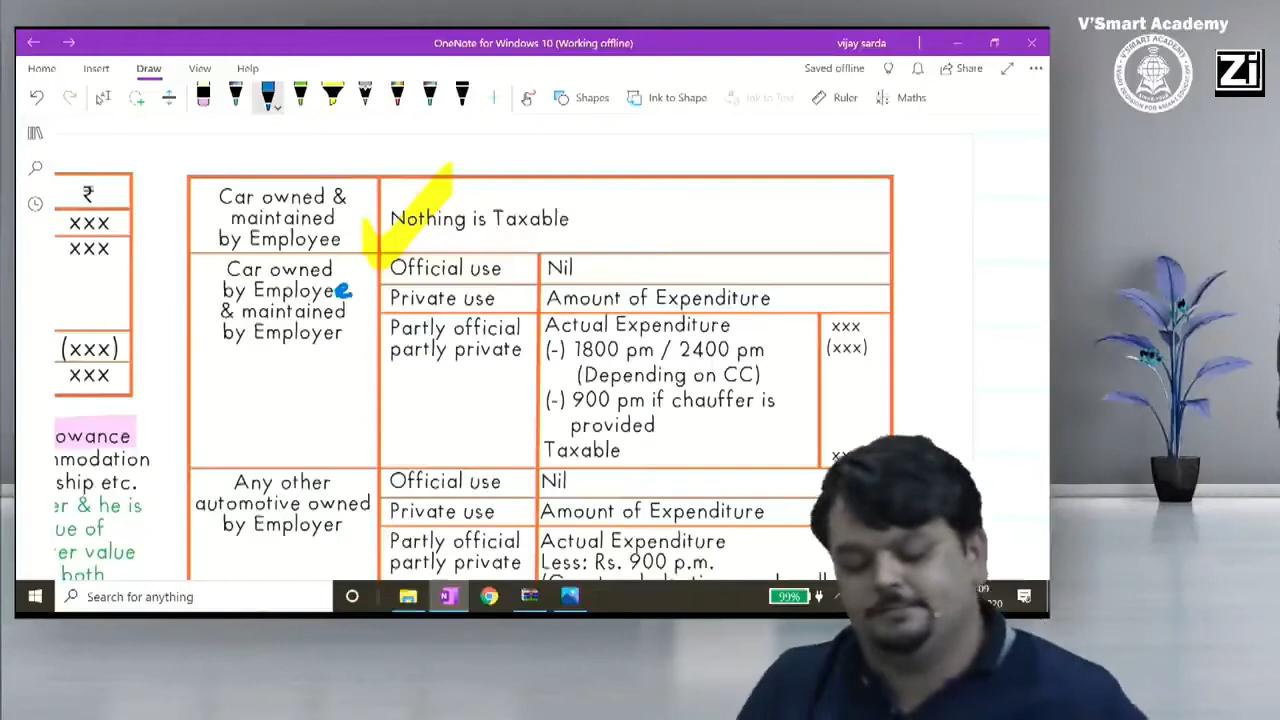 V'Smart Academy
Zi
OneNote for Windows 10 (Working offline)
vijay sarda
Home Insert Draw View Help
Saved offline
Share
Shapes
Ink to Shape
Ink to Text
Ruler
Maths
₹
xxx
xxx
(xxx)
xxx
owance
nmodation
ship etc.
er & he is
ue of
er value
both
Car owned &
maintained
by Employee
Nothing is Taxable
Car owned
by Employee
& maintained
by Employer
Official use
Nil
Private use
Amount of Expenditure
Partly official
partly private
Actual Expenditure
(-) 1800 pm / 2400 pm
(Depending on CC)
(-) 900 pm if chauffer is
provided
Taxable
xxx
(xxx)
Any other
automotive owned
by Employer
Official use
Nil
Private use
Amount of Expenditure
Partly official
partly private
Actual Expenditure
Less: Rs. 900 p.m.
Search for anything
99%